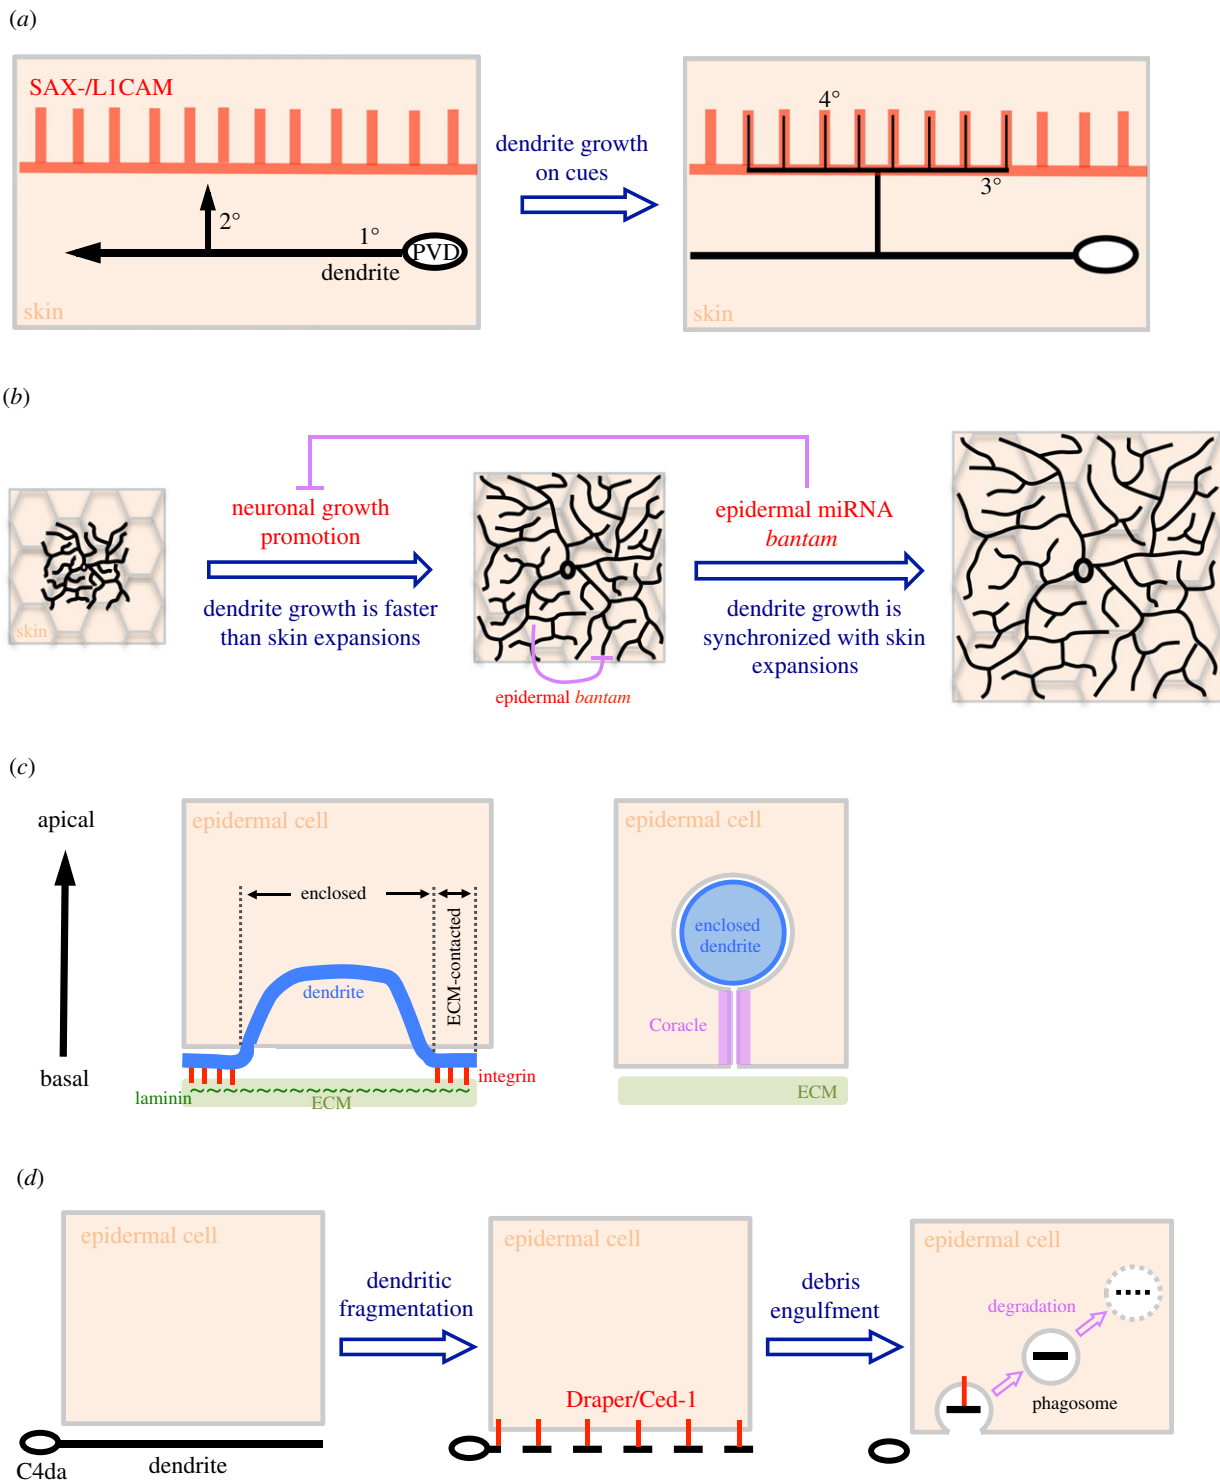 (a)
SAX-/L1CAM
2°
1°
PVD
dendrite
skin
dendrite growth
on cues
4°
3°
skin
(b)
skin
neuronal growth
promotion
dendrite growth is faster
than skin expansions
epidermal bantam
epidermal miRNA
bantam
dendrite growth is
synchronized with skin
expansions
(c)
apical
basal
epidermal cell
enclosed
ECM-contacted
dendrite
integrin
laminin
~~~~~~~~~~~~~~~~~
ECM
epidermal cell
enclosed
dendrite
Coracle
ECM
(d)
epidermal cell
C4da
dendrite
dendritic
fragmentation
epidermal cell
Draper/Ced-1
debris
engulfment
epidermal cell
degradation
phagosome